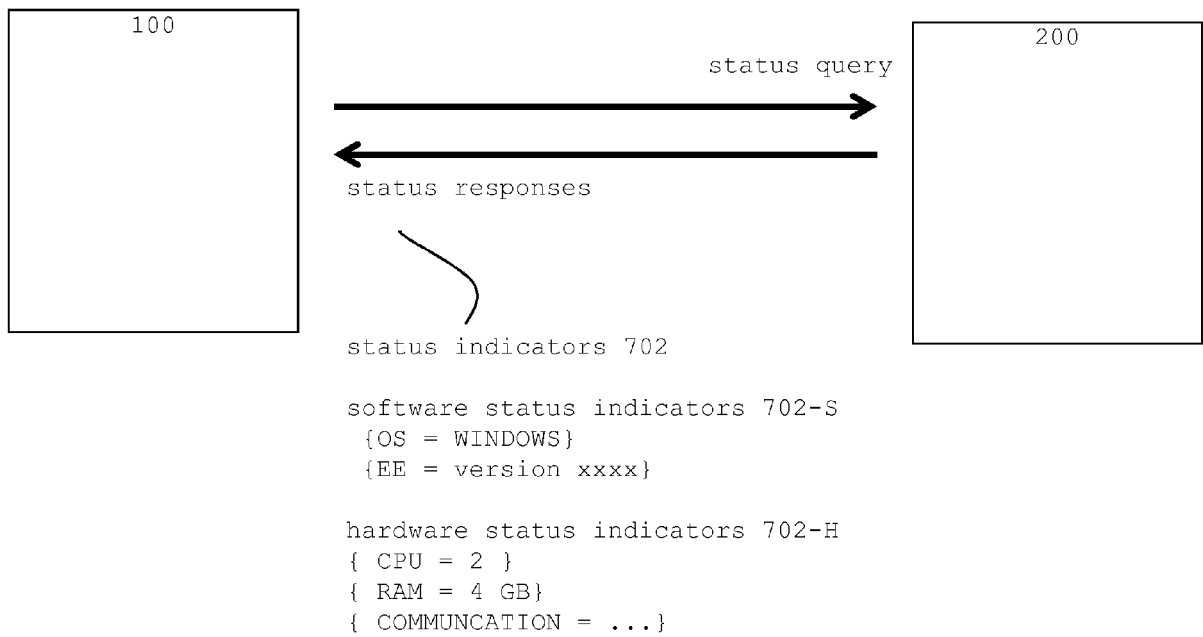 100
200
status query
status responses
status indicators 702
software status indicators 702-S
{OS = WINDOWS}
{EE = version xxxx}
hardware status indicators 702-H
{ CPU = 2 }
{ RAM = 4 GB}
{ COMMUNCATION = ...}